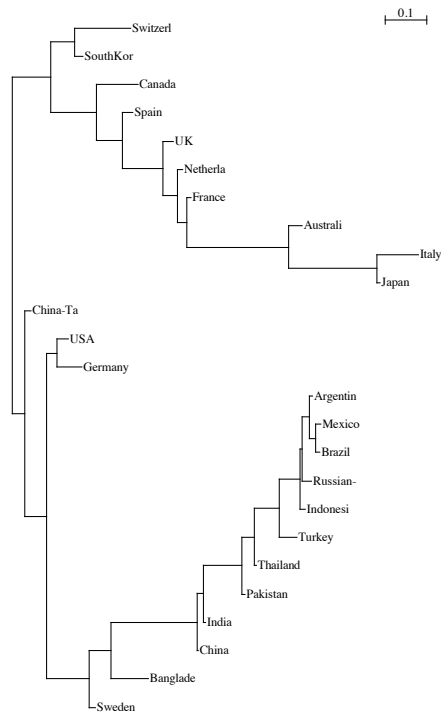 0.1
Switzerl
SouthKor
Canada
Spain
UK
Netherla
France
Australi
Italy
Japan
China-Ta
USA
Germany
Argentin
Mexico
Brazil
Russian-
Indonesi
Turkey
Thailand
Pakistan
India
China
Banglade
Sweden